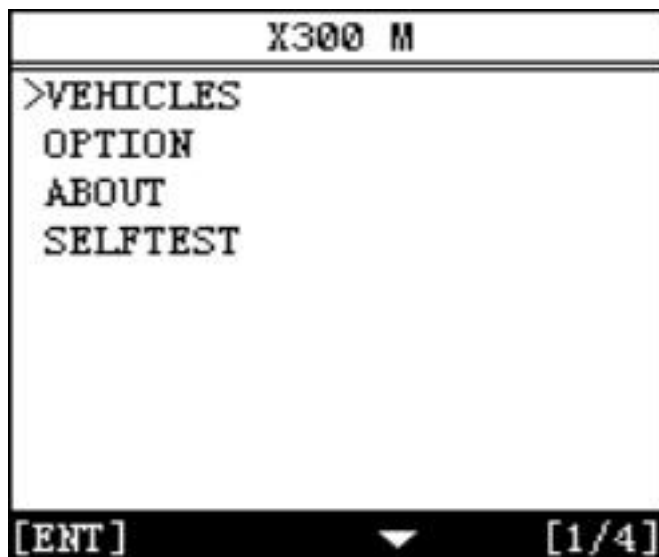 X300 M
>VEHICLES
OPTION
ABOUT
SELFTEST
[ENT] [1/4]